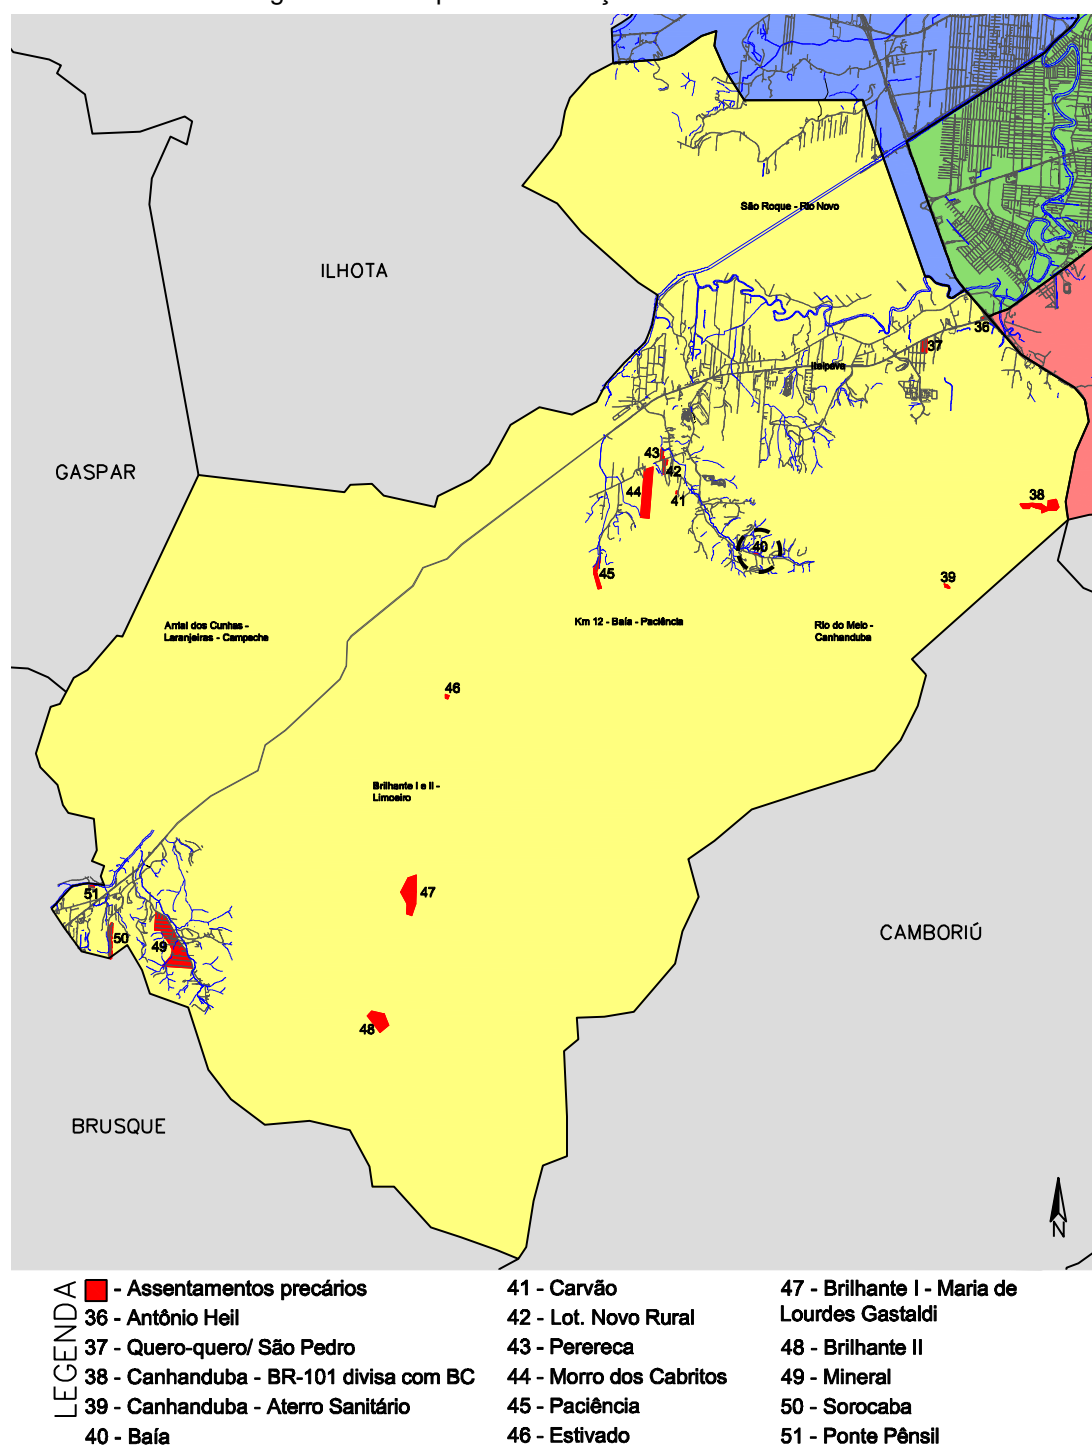 São Roque - Rio Novo
ILHOTA
36
37
Itaipava
43
42
GASPAR
44
41
38
40
45
39
Arrial dos Cunhas -
Laranjeiras - Campeche
Km 12 - Baía - Paciência
Rio do Meio -
Canhanduba
46
Brilhante I e II -
Limoeiro
51
47
50
49
CAMBORIÚ
48
BRUSQUE
N
LEGENDA
- Assentamentos precários
36 - Antônio Heil
37 - Quero-quero/ São Pedro
38 - Canhanduba - BR-101 divisa com BC
39 - Canhanduba - Aterro Sanitário
40 - Baía
41 - Carvão
42 - Lot. Novo Rural
43 - Perereca
44 - Morro dos Cabritos
45 - Paciência
46 - Estivado
47 - Brilhante I - Maria de
Lourdes Gastaldi
48 - Brilhante II
49 - Mineral
50 - Sorocaba
51 - Ponte Pênsil